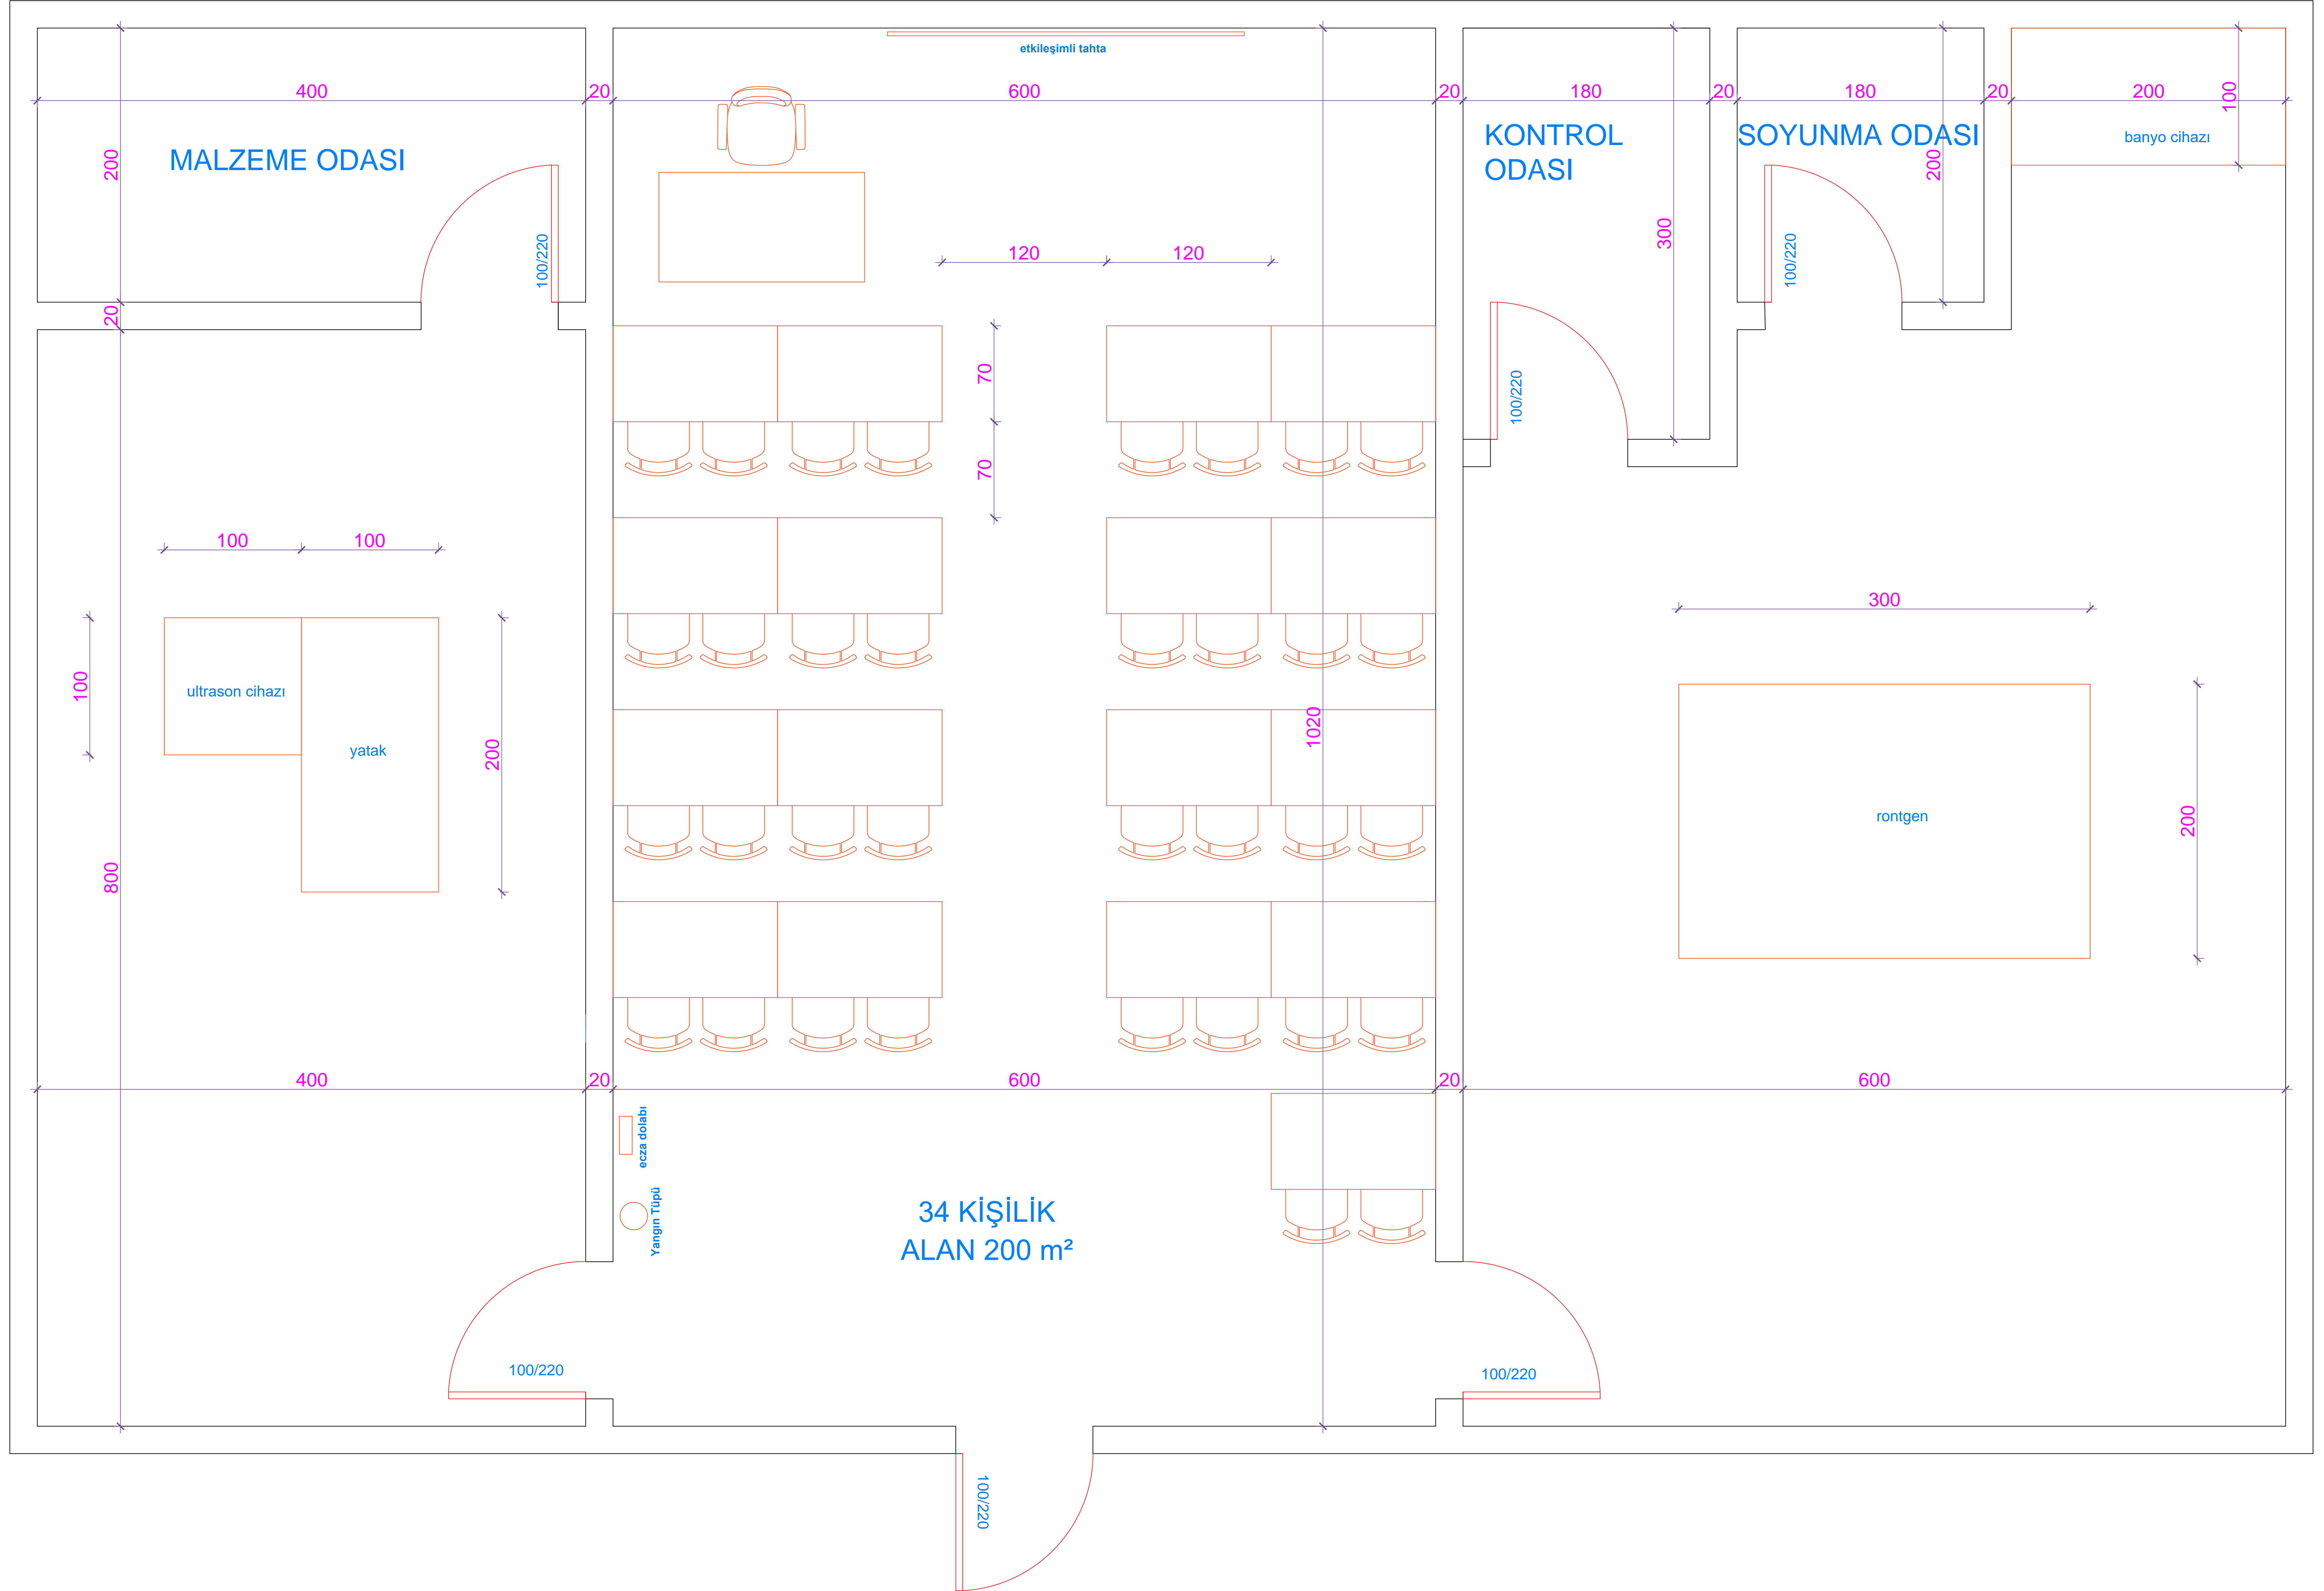 etkileşimli tahta
400
20
600
20
180
20
180
20
200
100
MALZEME ODASI
200
KONTROL
ODASI
SOYUNMA ODASI
200
banyo cihazı
100/220
300
100/220
120
120
20
70
100/220
70
100
100
300
100
ultrason cihazı
yatak
200
1020
rontgen
200
800
400
20
600
20
600
ecza dolabı
Yangın Tüpü
34 KİŞİLİK
ALAN 200 m²
100/220
100/220
100/220